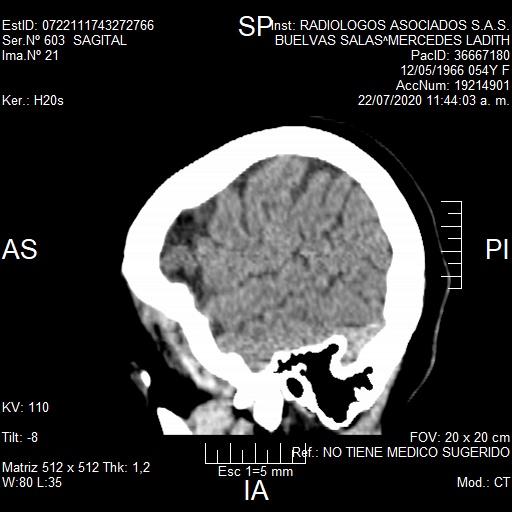 EstID: 0722111743272766
Ser.Nº 603 SAGITAL
Ima.Nº 21
Ker.: H20s
SP
Inst: RADIOLOGOS ASOCIADOS S.A.S.
BUELVAS SALAS^MERCEDES LADITH
PacID: 36667180
12/05/1966 054Y F
AccNum: 19214901
22/07/2020 11:44:03 a. m.
AS
PI
KV: 110
Tilt: -8
Matriz 512 x 512 Thk: 1,2
W:80 L:35
Esc 1=5 mm
IA
FOV: 20 x 20 cm
Ref.: NO TIENE MEDICO SUGERIDO
Mod.: CT